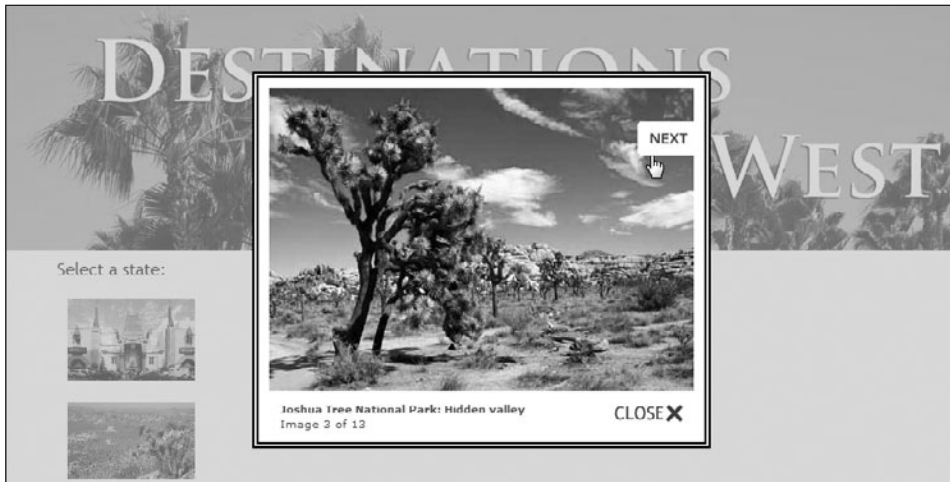 DESTINATIONS
WEST
NEXT
Select a state:
Joshua Tree National Park: Hidden Valley
Image 3 of 13
CLOSE X